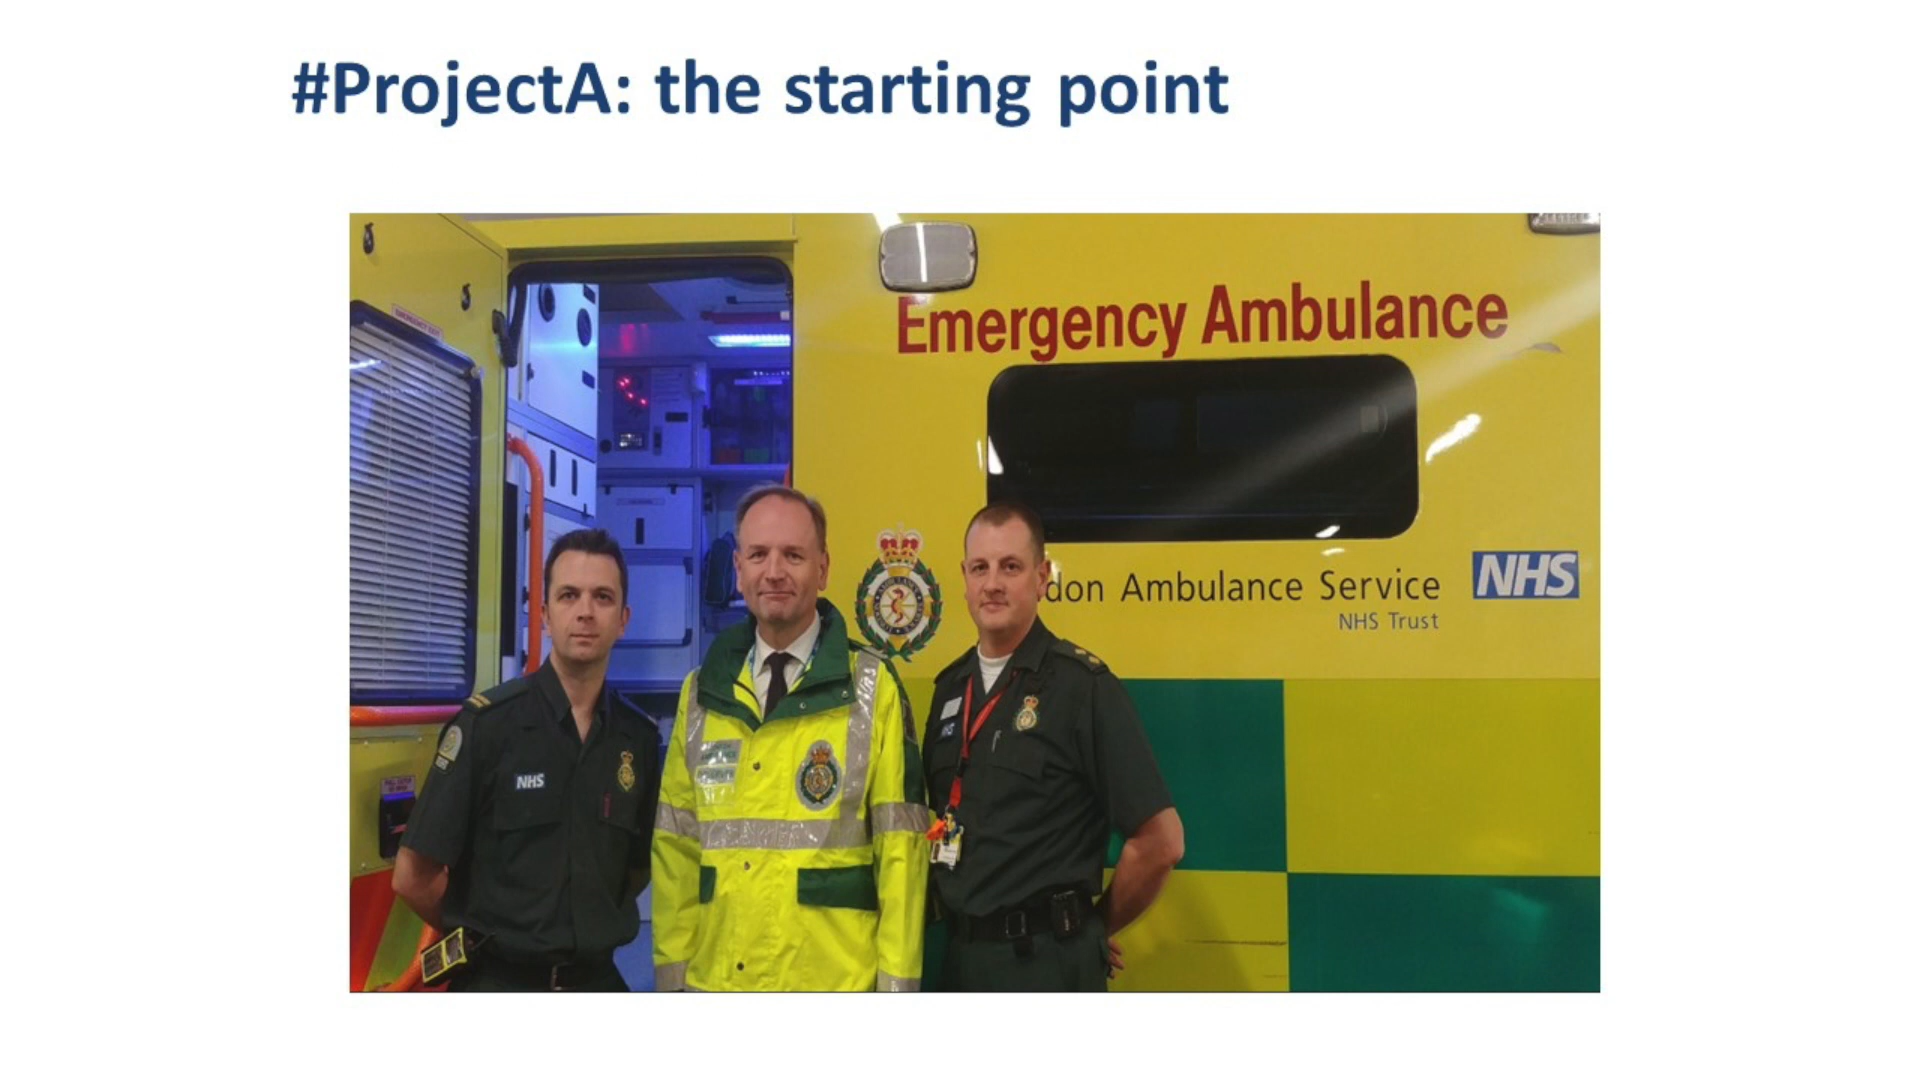 #ProjectA: the starting point
Emergency Ambulance
don Ambulance Service
NHS
NHS Trust
NHS